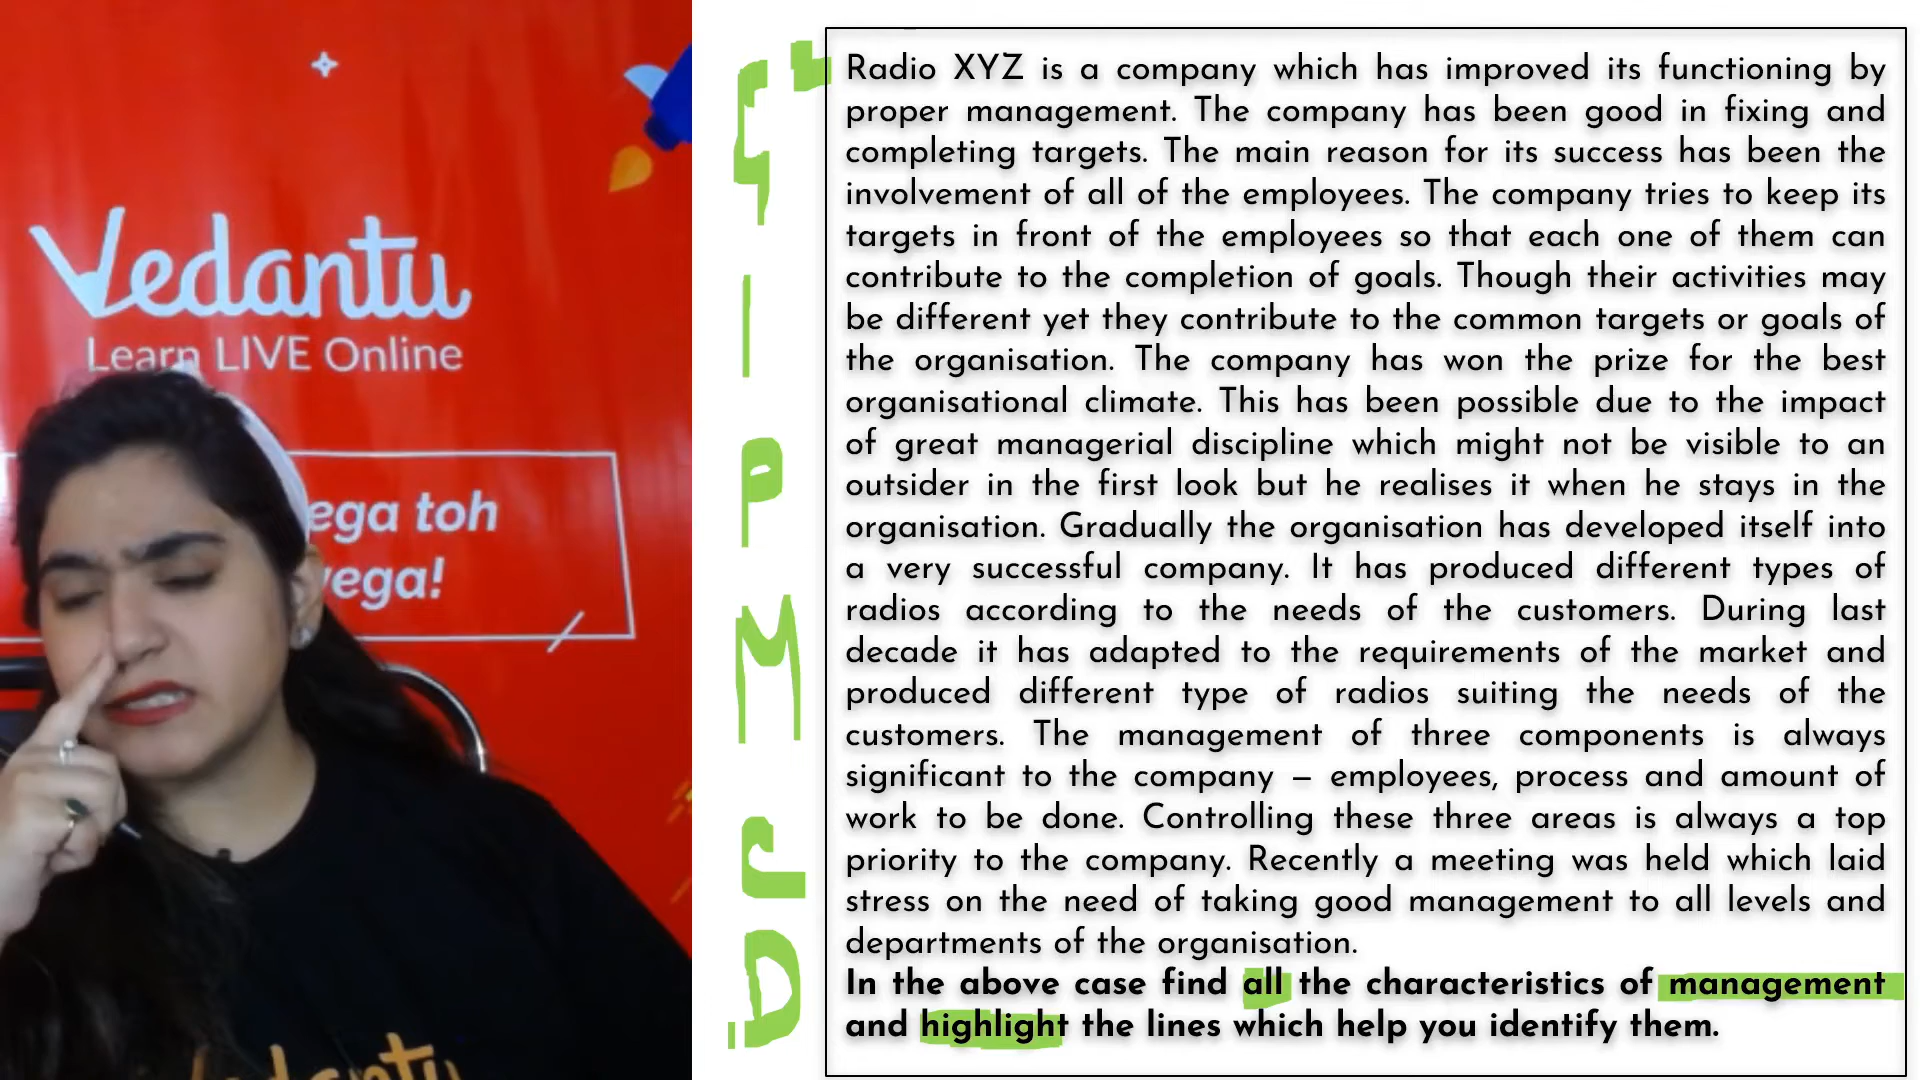 Vedantu
Learn LIVE Online
ega toh
vega!
Vedantu
G
I
P
M
J
D
Radio XYZ is a company which has improved its functioning by
proper management. The company has been good in fixing and
completing targets. The main reason for its success has been the
involvement of all of the employees. The company tries to keep its
targets in front of the employees so that each one of them can
contribute to the completion of goals. Though their activities may
be different yet they contribute to the common targets or goals of
the organisation. The company has won the prize for the best
organisational climate. This has been possible due to the impact
of great managerial discipline which might not be visible to an
outsider in the first look but he realises it when he stays in the
organisation. Gradually the organisation has developed itself into
a very successful company. It has produced different types of
radios according to the needs of the customers. During last
decade it has adapted to the requirements of the market and
produced different type of radios suiting the needs of the
customers. The management of three components is always
significant to the company – employees, process and amount of
work to be done. Controlling these three areas is always a top
priority to the company. Recently a meeting was held which laid
stress on the need of taking good management to all levels and
departments of the organisation.
In the above case find all the characteristics of management
and highlight the lines which help you identify them.